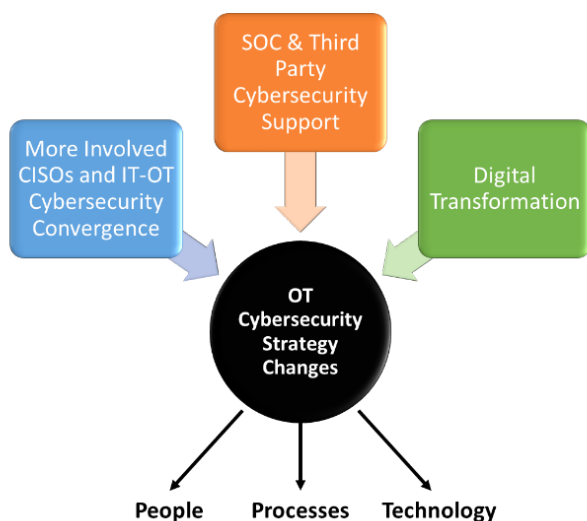 SOC & Third
Party
Cybersecurity
Support
More Involved
CISOs and IT-OT
Cybersecurity
Convergence
Digital
Transformation
OT
Cybersecurity
Strategy
Changes
People
Processes
Technology